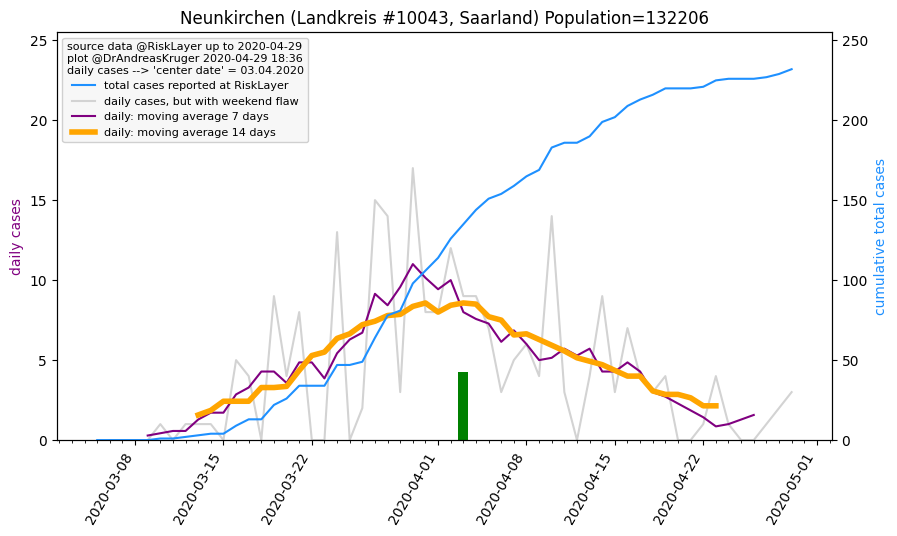 Neunkirchen (Landkreis #10043, Saarland) Population=132206
source data @RiskLayer up to 2020-04-29
plot @DrAndreasKruger 2020-04-29 18:36
daily cases --> 'center date' = 03.04.2020
total cases reported at RiskLayer
daily cases, but with weekend flaw
daily: moving average 7 days
daily: moving average 14 days
daily cases
25
20
15
10
5
0
250
200
150
100
50
0
cumulative total cases
2020-03-08
2020-03-15
2020-03-22
2020-04-01
2020-04-08
2020-04-15
2020-04-22
2020-05-01